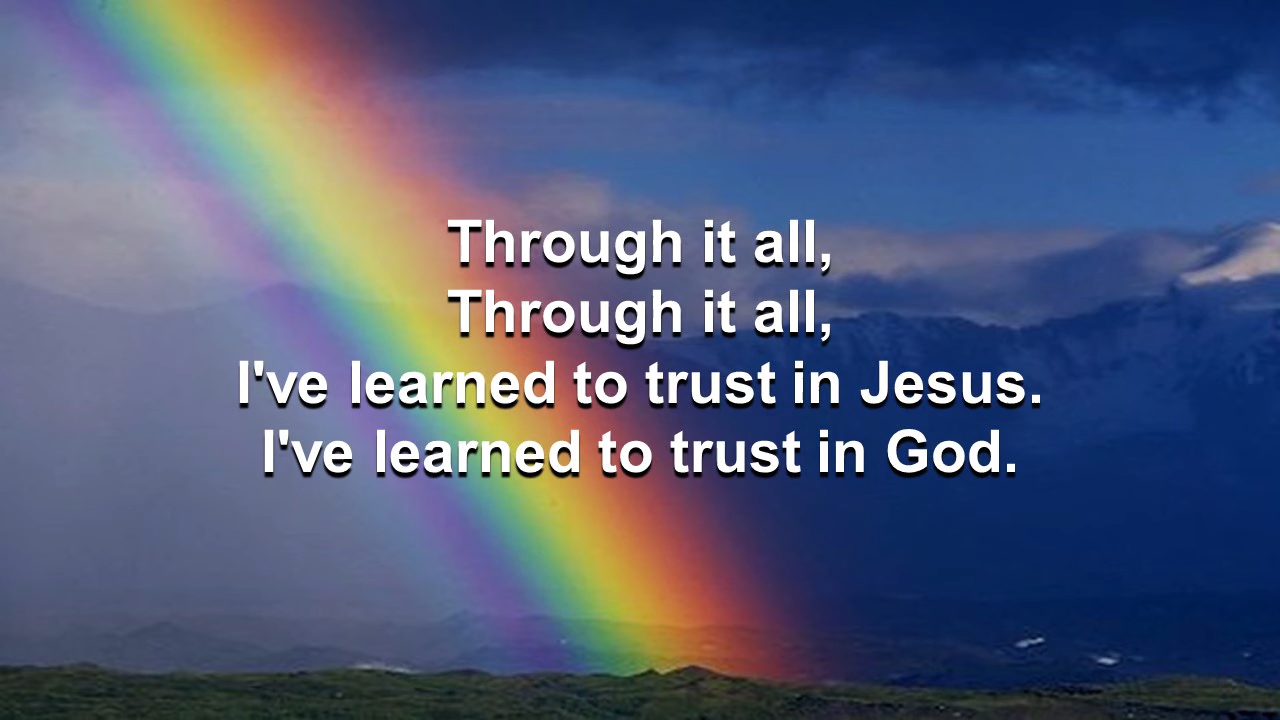 Through it all,
Through it all,
I've learned to trust in Jesus.
I've learned to trust in God.